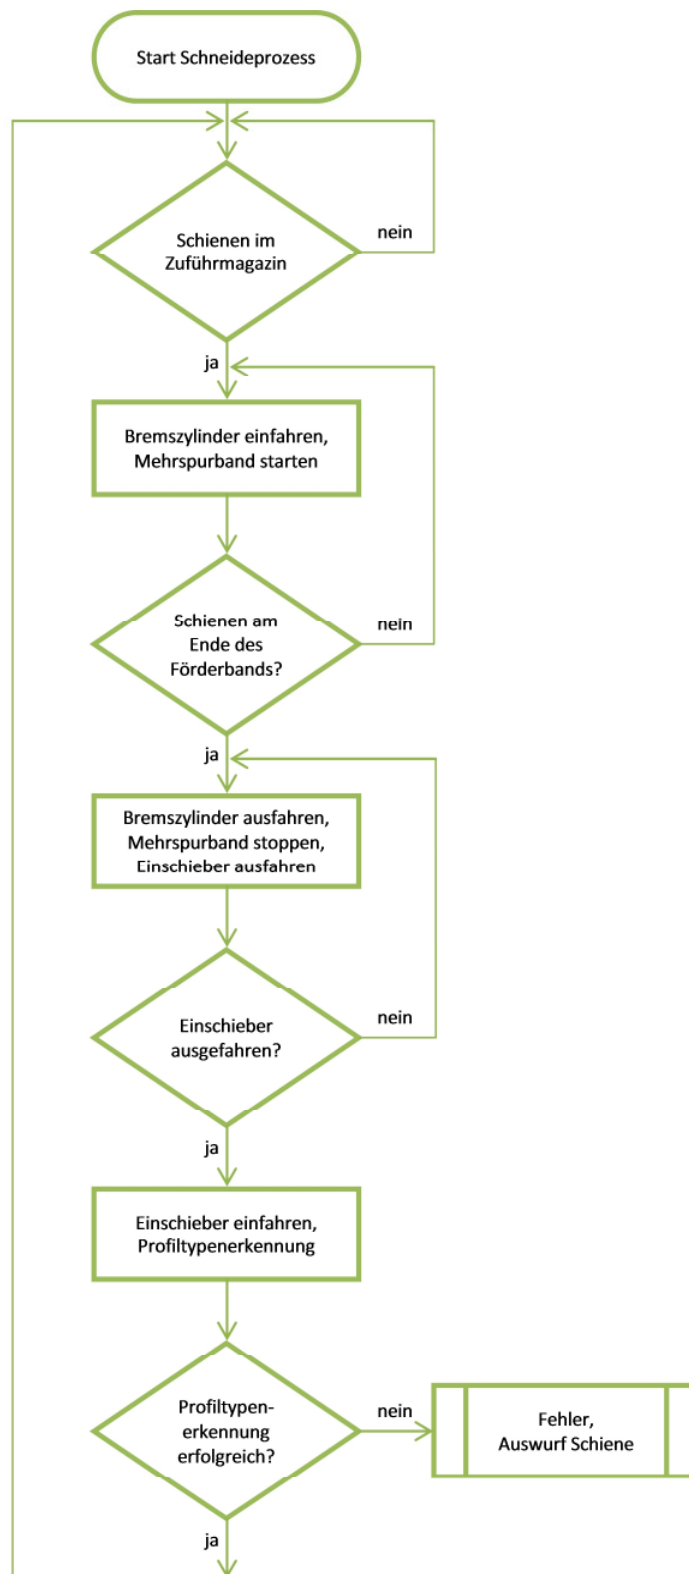 Start Schneideprozess
Schienen im
Zuführmagazin
nein
ja
Bremszylinder einfahren,
Mehrspurband starten
Schienen am
Ende des
Förderbands?
nein
ja
Bremszylinder ausfahren,
Mehrspurband stoppen,
Einschieber ausfahren
Einschieber
ausgefahren?
nein
ja
Einschieber einfahren,
Profiltypenerkennung
Profiltypen-
erkennung
erfolgreich?
nein
Fehler,
Auswurf Schiene
ja